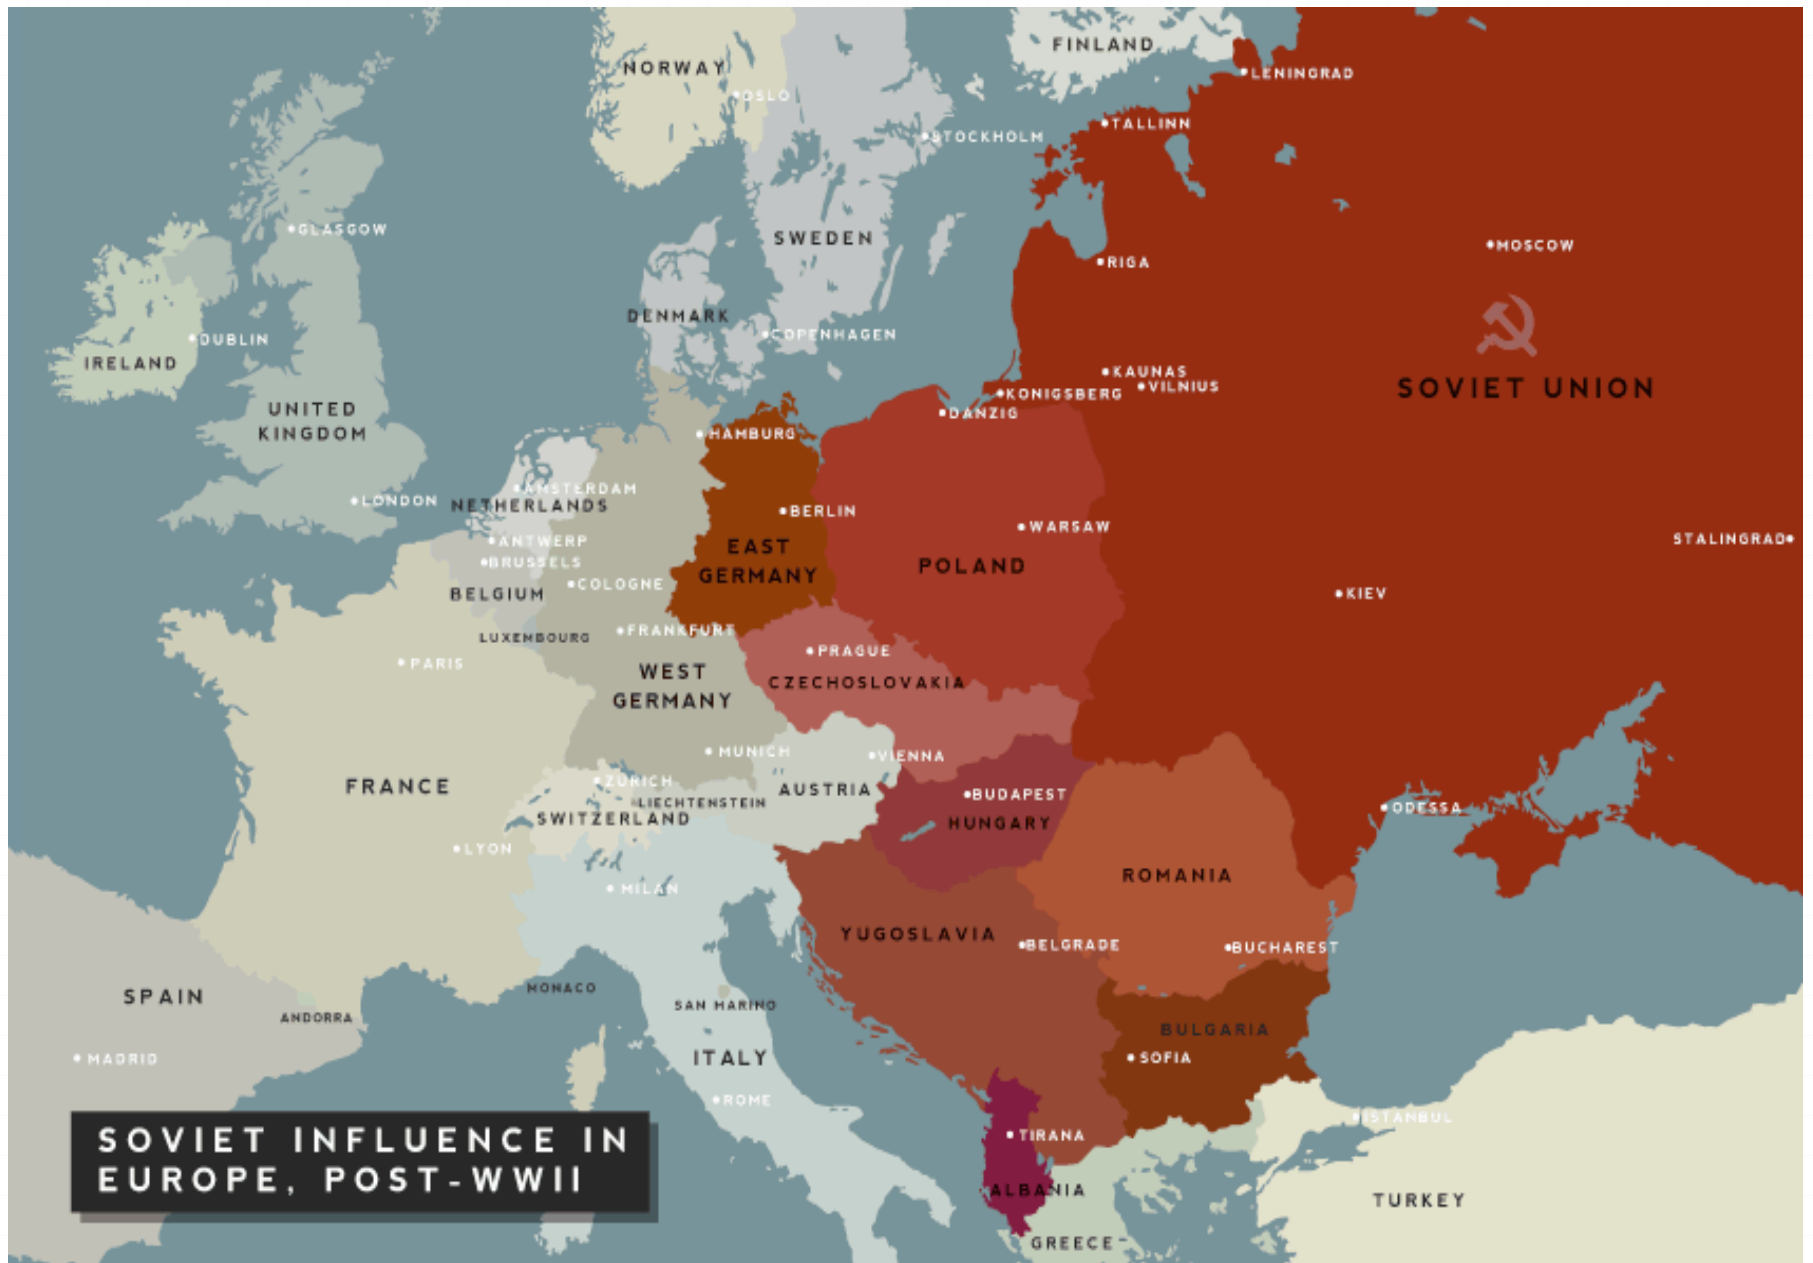 FINLAND
NORWAY
LENINGRAD
OSLO
TALLINN
STOCKHOLM
GLASGOW
SWEDEN
MOSCOW
RIGA
DENMARK
COPENHAGEN
DUBLIN
IRELAND
KAUNAS
VILNIUS
SOVIET UNION
KONIGSBERG
DANZIG
UNITED
KINGDOM
HAMBURG
AMSTERDAM
LONDON
NETHERLANDS
BERLIN
WARSAW
STALINGRAD
ANTWERP
BRUSSELS
EAST
GERMANY
POLAND
COLOGNE
BELGIUM
KIEV
LUXEMBOURG
FRANKFURT
PRAGUE
PARIS
WEST
GERMANY
CZECHOSLOVAKIA
MUNICH
VIENNA
ZURICH
FRANCE
AUSTRIA
LIECHTENSTEIN
BUDAPEST
ODESSA
SWITZERLAND
HUNGARY
LYON
ROMANIA
MILAN
YUGOSLAVIA
BELGRADE
BUCHAREST
MONACO
SPAIN
SAN MARINO
ANDORRA
BULGARIA
MADRID
ITALY
SOFIA
ROME
ISTANBUL
TIRANA
SOVIET INFLUENCE IN
EUROPE, POST-WWII
ALBANIA
TURKEY
GREECE